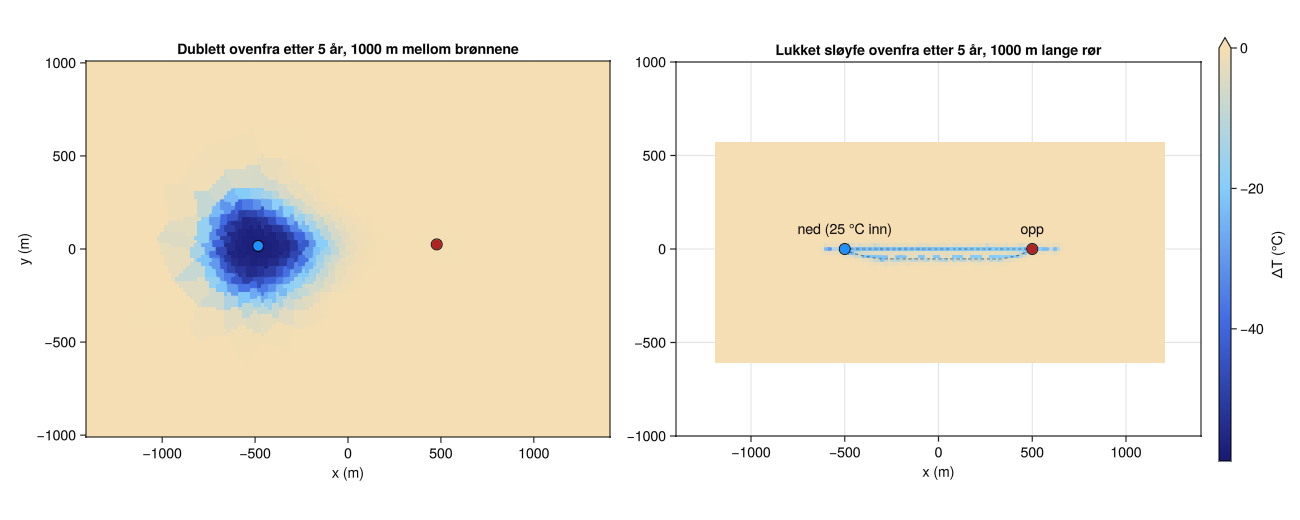 Dublett ovenfra etter 5 år, 1000 m mellom brønnene
1000
500
0
−500
−1000
y (m)
−1000
−500
0
500
1000
x (m)
Lukket sløyfe ovenfra etter 5 år, 1000 m lange rør
1000
500
0
−500
−1000
ned (25 °C inn)
opp
−1000
−500
0
500
1000
x (m)
0
−20
−40
ΔT (°C)